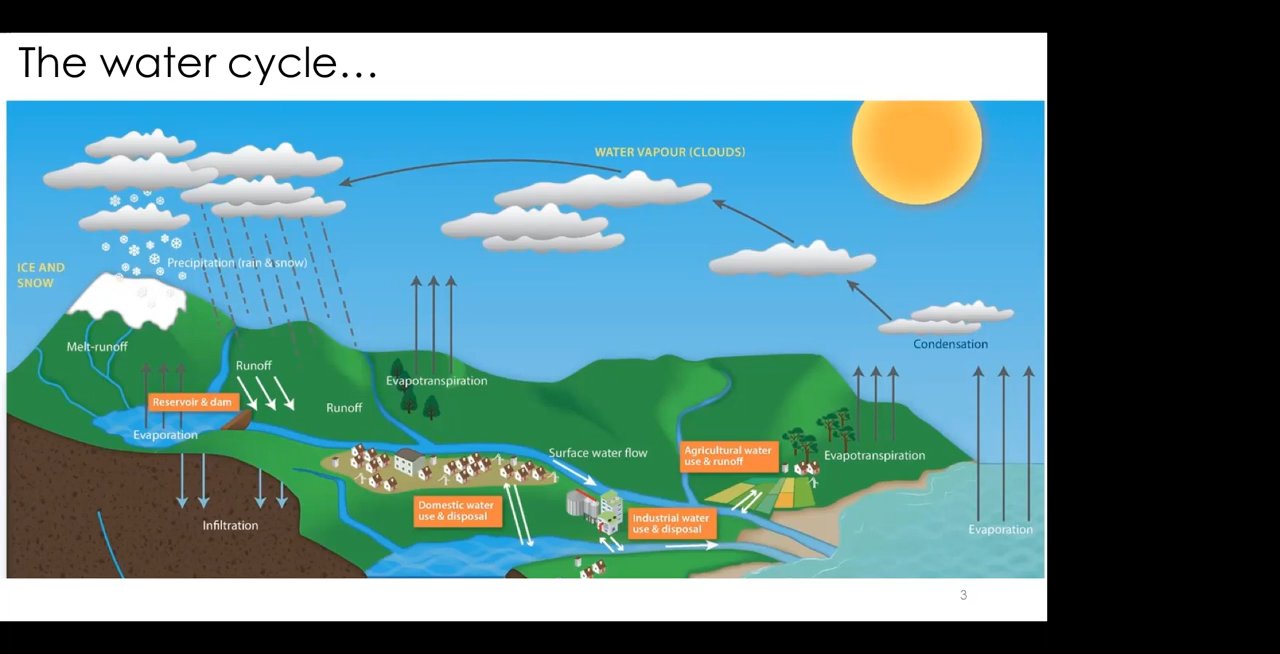 The water cycle...
WATER VAPOUR (CLOUDS)
Precipitation (rain & snow)
ICE AND
SNOW
Condensation
Melt-runoff
Runoff
Evapotranspiration
Reservoir & dam
Runoff
Evaporation
Surface water flow
Agricultural water
use & runoff
Evapotranspiration
Infiltration
Domestic water
use & disposal
Industrial water
use & disposal
Evaporation
3